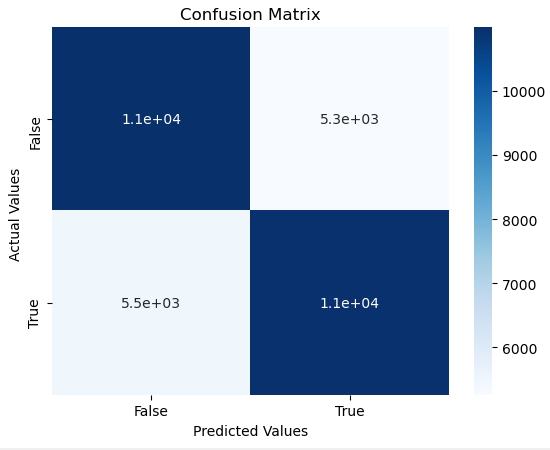 Confusion Matrix
Actual Values
False
1.1e+04
5.3e+03
True
5.5e+03
1.1e+04
False
True
Predicted Values
10000
9000
8000
7000
6000